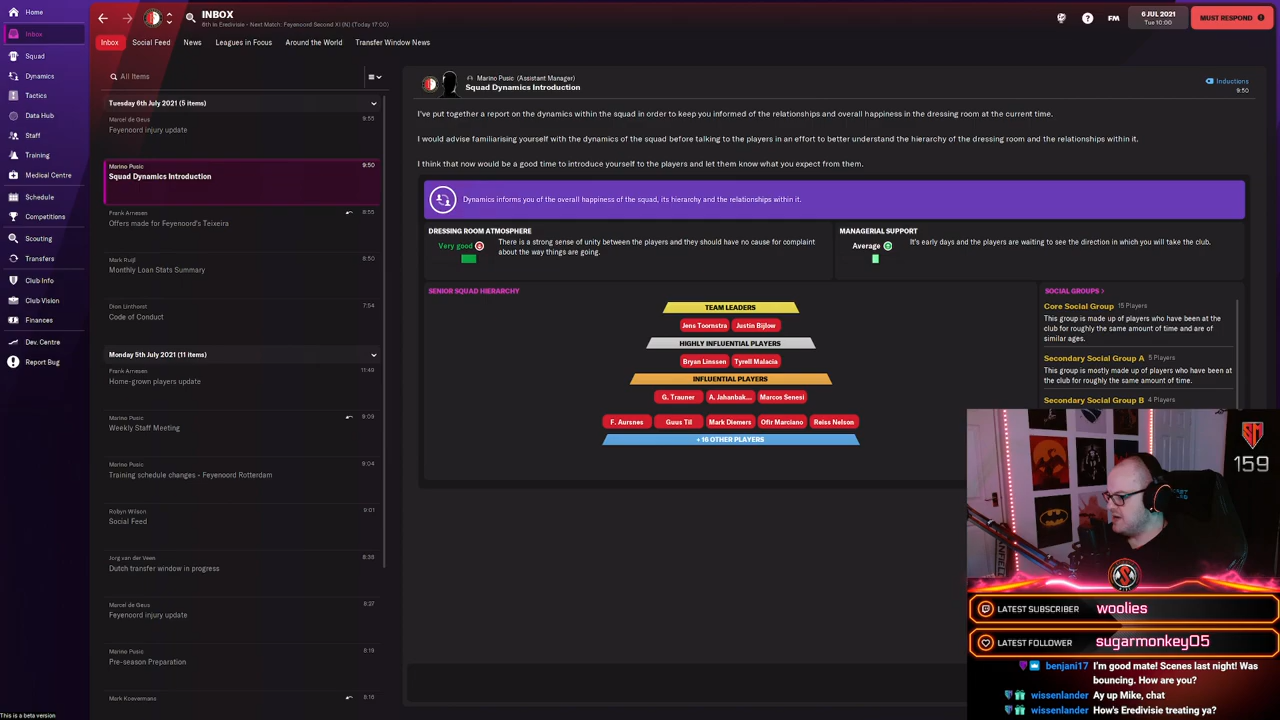 Home
Inbox
Squad
Dynamics
Tactics
Data Hub
Staff
Training
Medical Centre
Schedule
Competitions
Scouting
Transfers
Club Info
Club Vision
Finances
Dev. Centre
Report Bug
This is a beta version
INBOX
6th in Eredivisie - Next Match: Feyenoord Second XI (N) (Today 17:00)
FM
6 JUL 2021
Tue 10:00
MUST RESPOND
Inbox
Social Feed
News
Leagues in Focus
Around the World
Transfer Window News
All Items
Tuesday 6th July 2021 (5 items)
Marcel de Geus 9:55
Feyenoord injury update
Marino Pusic 9:50
Squad Dynamics Introduction
Frank Arnesen 8:55
Offers made for Feyenoord's Teixeira
Mark Ruijl 8:50
Monthly Loan Stats Summary
Dion Linthorst 7:54
Code of Conduct
Monday 5th July 2021 (11 items)
Frank Arnesen 11:49
Home-grown players update
Marino Pusic 9:09
Weekly Staff Meeting
Marino Pusic 9:04
Training schedule changes - Feyenoord Rotterdam
Robyn Wilson 9:01
Social Feed
Jorg van der Veen 8:38
Dutch transfer window in progress
Marcel de Geus 8:27
Feyenoord injury update
Marino Pusic 8:19
Pre-season Preparation
Mark Koevermans 8:16
Marino Pusic (Assistant Manager)
Squad Dynamics Introduction
Inductions
9:50
I've put together a report on the dynamics within the squad in order to keep you informed of the relationships and overall happiness in the dressing room at the current time.
I would advise familiarising yourself with the dynamics of the squad before talking to the players in an effort to better understand the hierarchy of the dressing room and the relationships within it.
I think that now would be a good time to introduce yourself to the players and let them know what you expect from them.
Dynamics informs you of the overall happiness of the squad, its hierarchy and the relationships within it.
DRESSING ROOM ATMOSPHERE
Very good
There is a strong sense of unity between the players and they should have no cause for complaint
about the way things are going.
MANAGERIAL SUPPORT
Average
It's early days and the players are waiting to see the direction in which you will take the club.
SENIOR SQUAD HIERARCHY
TEAM LEADERS
Jens Toornstra Justin Bijlow
HIGHLY INFLUENTIAL PLAYERS
Bryan Linssen Tyrell Malacia
INFLUENTIAL PLAYERS
G. Trauner A. Jahanbak... Marcos Senesi
F. Aursnes Guus Til Mark Diemers Ofir Marciano Reiss Nelson
+ 16 OTHER PLAYERS
SOCIAL GROUPS >
Core Social Group 15 Players
This group is made up of players who have been at the
club for roughly the same amount of time and are of
similar ages.
Secondary Social Group A 5 Players
This group is mostly made up of players who have been
at the club for roughly the same amount of time.
Secondary Social Group B 4 Players
SM
159
LATEST SUBSCRIBER woolies
LATEST FOLLOWER sugarmonkey05
benjani17 I'm good mate! Scenes last night! Was
bouncing. How are you?
wissenlander Ay up Mike, chat
wissenlander How's Eredivisie treating ya?